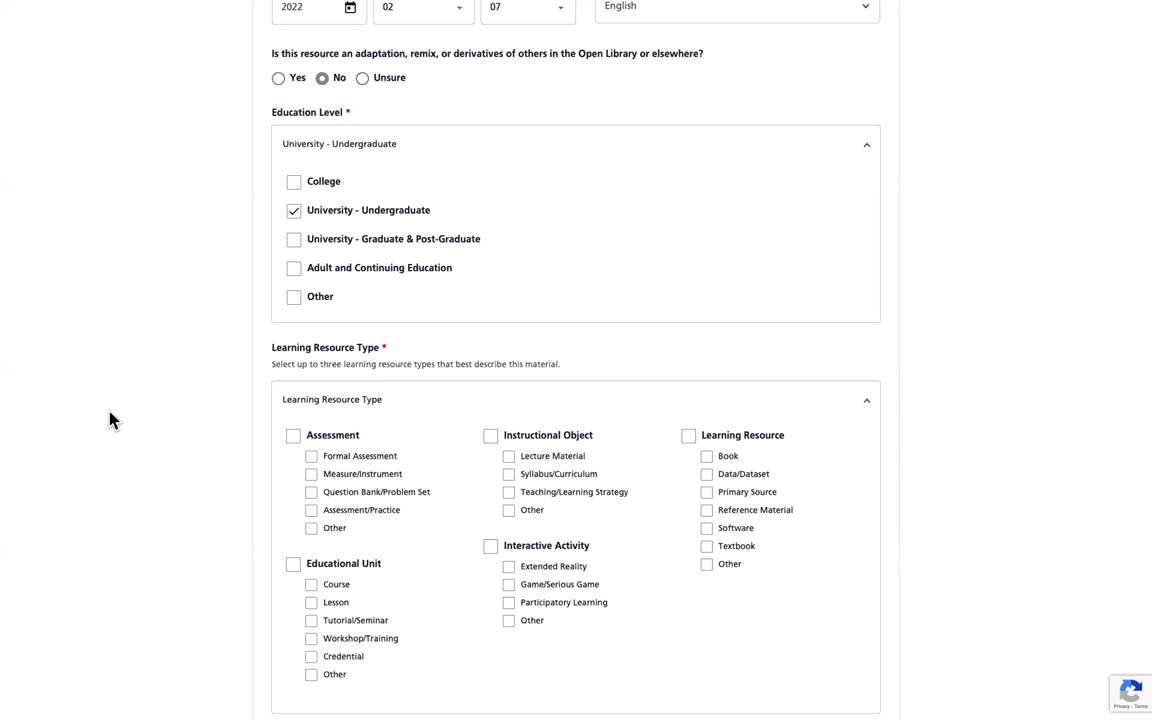 2022 02 07 English
Is this resource an adaptation, remix, or derivatives of others in the Open Library or elsewhere?
Yes No Unsure
Education Level *
University - Undergraduate
College
University - Undergraduate
University - Graduate & Post-Graduate
Adult and Continuing Education
Other
Learning Resource Type *
Select up to three learning resource types that best describe this material.
Learning Resource Type
Assessment
Formal Assessment
Measure/Instrument
Question Bank/Problem Set
Assessment/Practice
Other
Educational Unit
Course
Lesson
Tutorial/Seminar
Workshop/Training
Credential
Other
Instructional Object
Lecture Material
Syllabus/Curriculum
Teaching/Learning Strategy
Other
Interactive Activity
Extended Reality
Game/Serious Game
Participatory Learning
Other
Learning Resource
Book
Data/Dataset
Primary Source
Reference Material
Software
Textbook
Other
Privacy - Terms